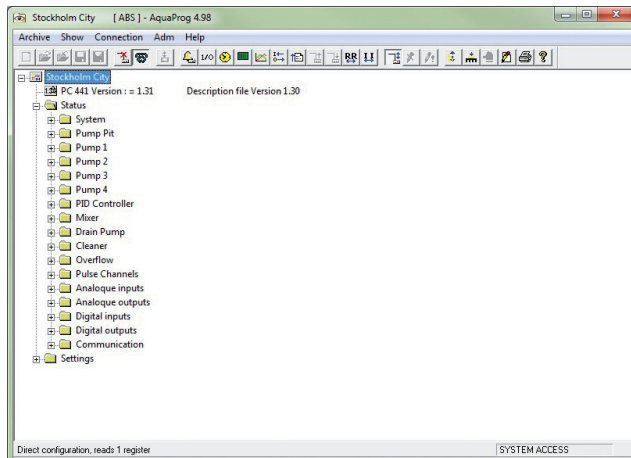 Stockholm City [ ABS ] - AquaProg 4.98
Archive Show Connection Adm Help
I/O RR
Stockholm City
1.23 PC 441 Version : = 1.31 Description file Version 1.30
Status
System
Pump Pit
Pump 1
Pump 2
Pump 3
Pump 4
PID Controller
Mixer
Drain Pump
Cleaner
Overflow
Pulse Channels
Analoque inputs
Analoque outputs
Digital inputs
Digital outputs
Communication
Settings
Direct configuration, reads 1 register SYSTEM ACCESS